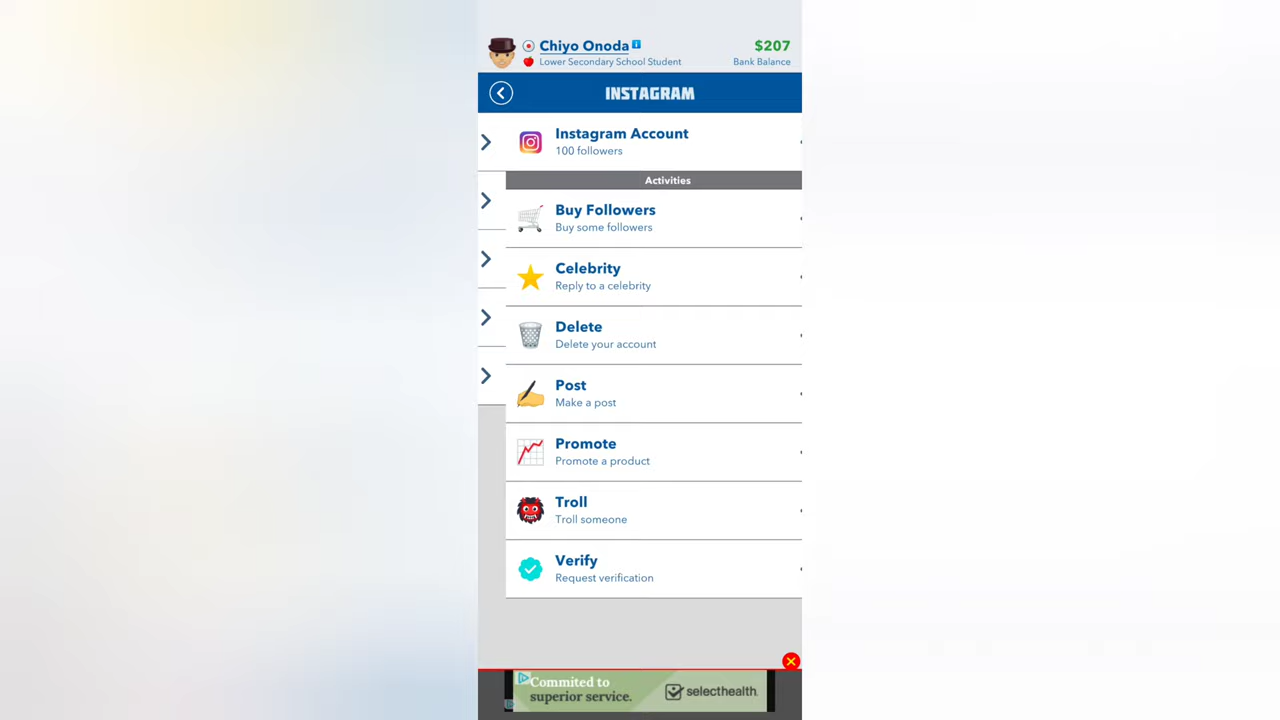 Chiyo Onoda
$207
Lower Secondary School Student
Bank Balance
INSTAGRAM
Instagram Account
100 followers
Activities
Buy Followers
Buy some followers
Celebrity
Reply to a celebrity
Delete
Delete your account
Post
Make a post
Promote
Promote a product
Troll
Troll someone
Verify
Request verification
Commited to
superior service.
selecthealth.